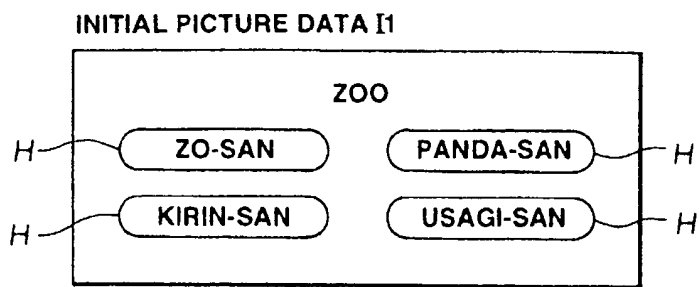 INITIAL PICTURE DATA I1
ZOO
H ZO-SAN PANDA-SAN H
H KIRIN-SAN USAGI-SAN H